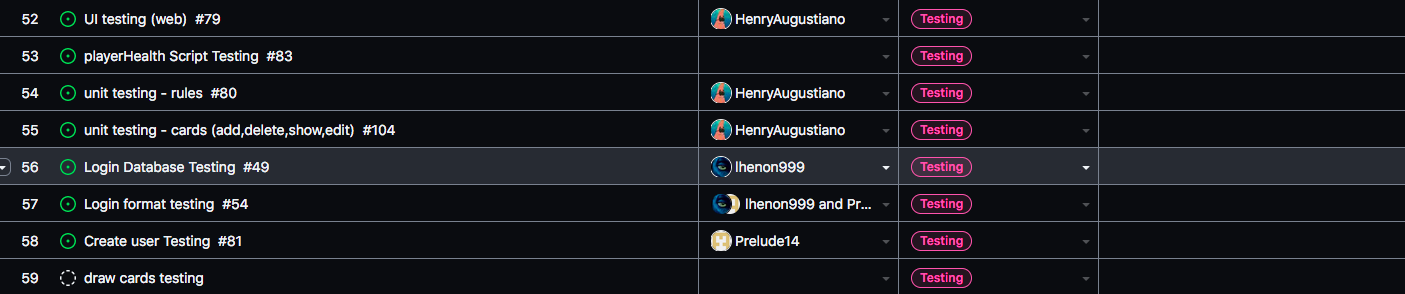 52 UI testing (web) #79 HenryAugustiano Testing
53 playerHealth Script Testing #83 Testing
54 unit testing - rules #80 HenryAugustiano Testing
55 unit testing - cards (add,delete,show,edit) #104 HenryAugustiano Testing
56 Login Database Testing #49 lhenon999 Testing
57 Login format testing #54 lhenon999 and Pr... Testing
58 Create user Testing #81 Prelude14 Testing
59 draw cards testing Testing